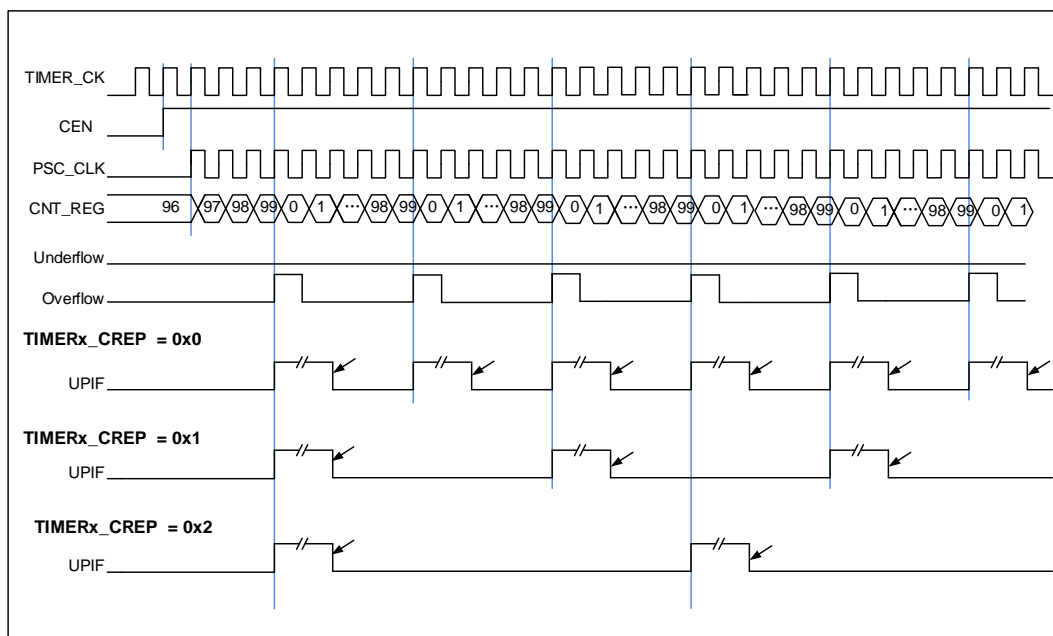 TIMER_CK
CEN
PSC_CLK
CNT_REG 96 97 98 99 0 1 ... 98 99 0 1 ... 98 99 0 1 ... 98 99 0 1 ... 98 99 0 1 ... 98 99 0 1
Underflow
Overflow
TIMERx_CREP = 0x0
UPIF
TIMERx_CREP = 0x1
UPIF
TIMERx_CREP = 0x2
UPIF